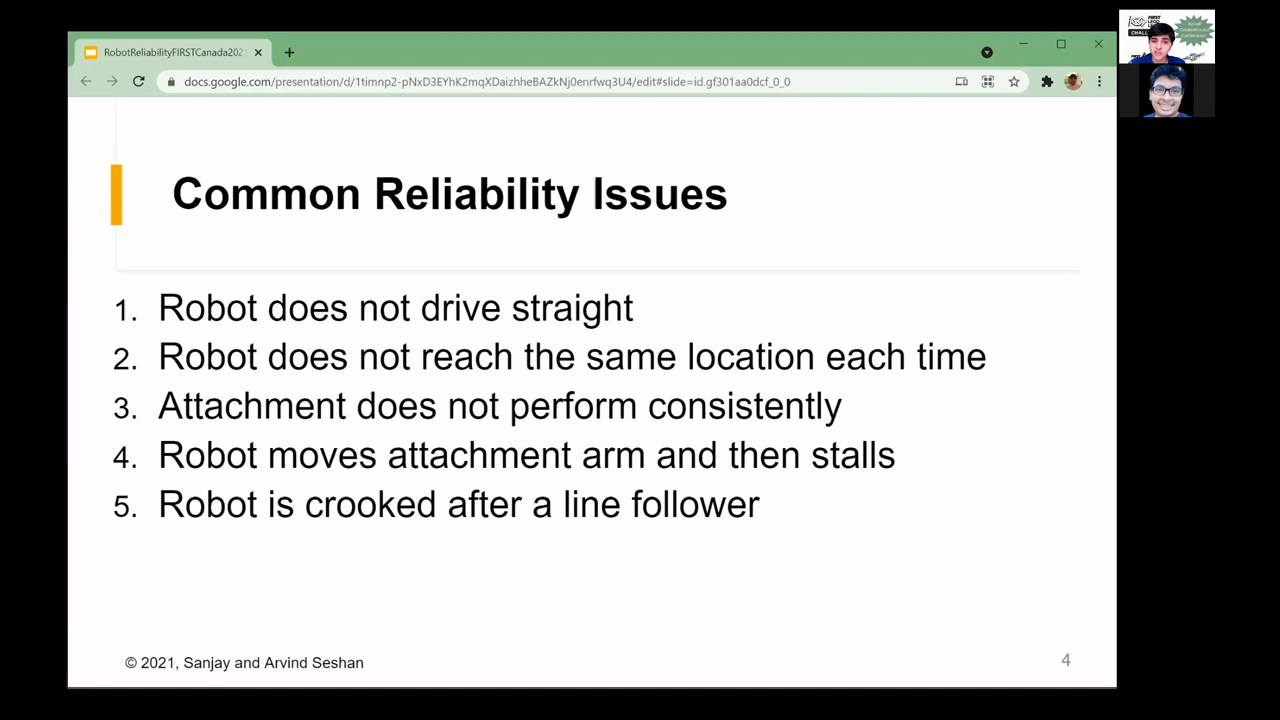 RobotReliabilityFIRSTCanada202
docs.google.com/presentation/d/1timnp2-pNxD3EYhK2mqXDaizhheBAZkNj0enrfwq3U4/edit#slide=id.gf301aa0dcf_0_0
Common Reliability Issues
1. Robot does not drive straight
2. Robot does not reach the same location each time
3. Attachment does not perform consistently
4. Robot moves attachment arm and then stalls
5. Robot is crooked after a line follower
© 2021, Sanjay and Arvind Seshan
4